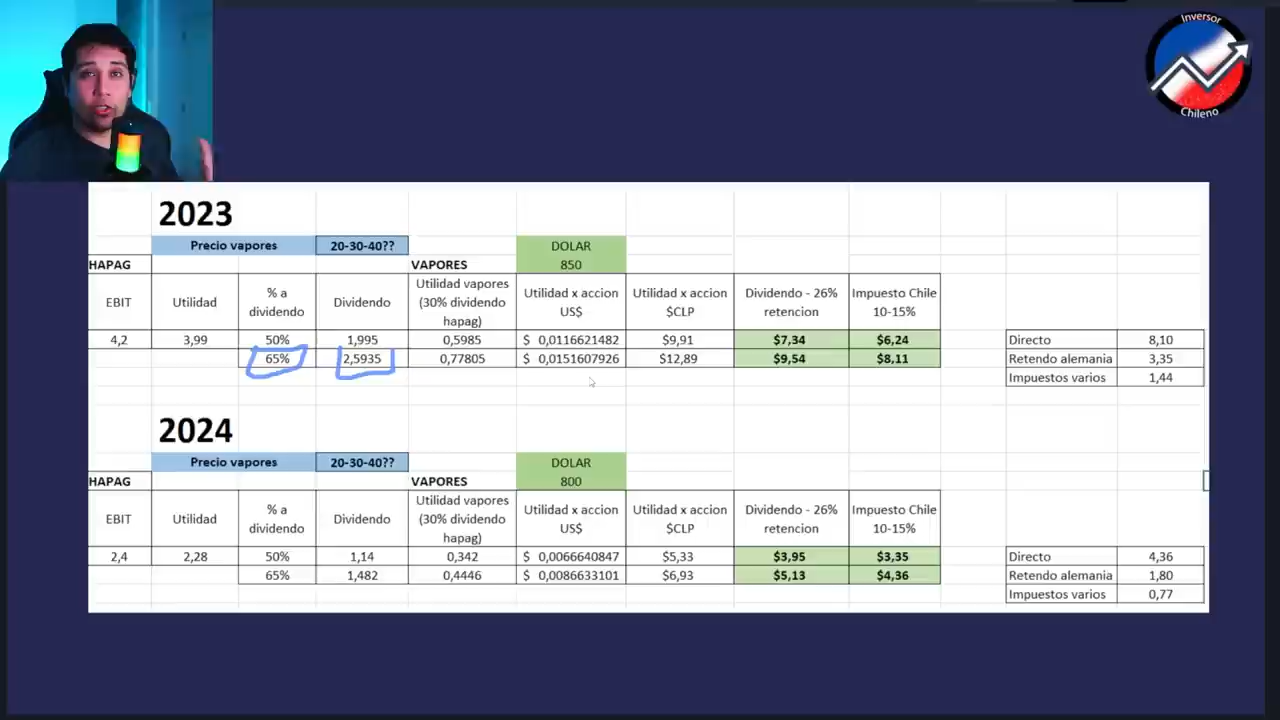 Inversor
Chileno
2023
Precio vapores 20-30-40?? DOLAR
HAPAG VAPORES 850
EBIT Utilidad % a dividendo Dividendo Utilidad vapores (30% dividendo hapag) Utilidad x accion US$ Utilidad x accion $CLP Dividendo - 26% retencion Impuesto Chile 10-15%
4,2 3,99 50% 1,995 0,5985 $ 0,0116621482 $9,91 $7,34 $6,24 Directo 8,10
65% 2,5935 0,77805 $ 0,0151607926 $12,89 $9,54 $8,11 Retendo alemania 3,35
Impuestos varios 1,44
2024
Precio vapores 20-30-40?? DOLAR
HAPAG VAPORES 800
EBIT Utilidad % a dividendo Dividendo Utilidad vapores (30% dividendo hapag) Utilidad x accion US$ Utilidad x accion $CLP Dividendo - 26% retencion Impuesto Chile 10-15%
2,4 2,28 50% 1,14 0,342 $ 0,0066640847 $5,33 $3,95 $3,35 Directo 4,36
65% 1,482 0,4446 $ 0,0086633101 $6,93 $5,13 $4,36 Retendo alemania 1,80
Impuestos varios 0,77